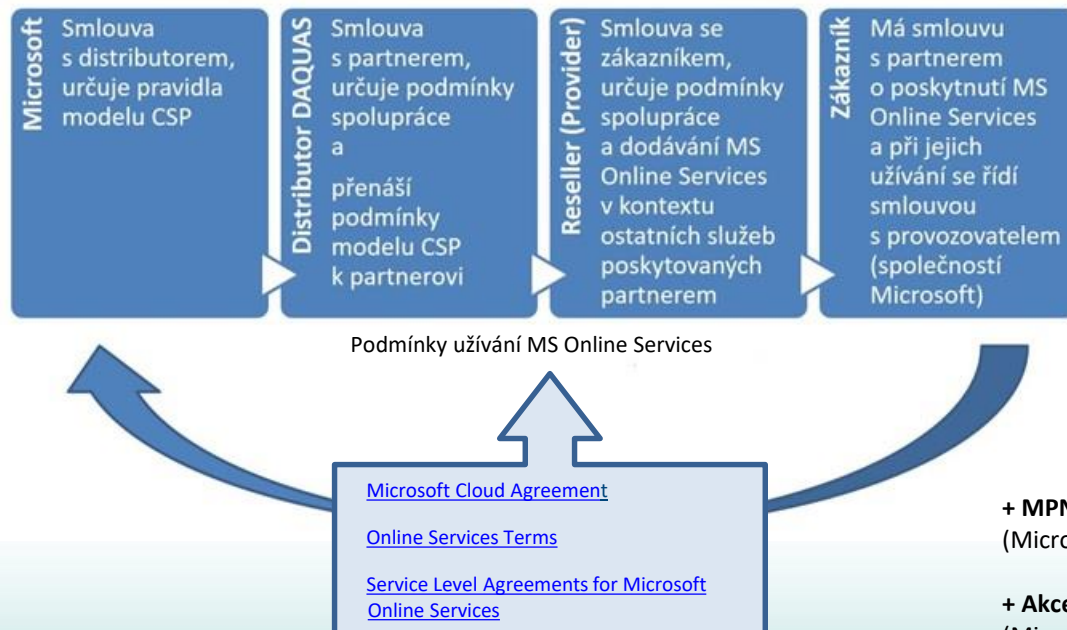 Microsoft
Smlouva
s distributorem,
určuje pravidla
modelu CSP
Distributor DAQUAS
Smlouva
s partnerem,
určuje podmínky
spolupráce
a
přenáší
podmínky
modelu CSP
k partnerovi
Reseller (Provider)
Smlouva se
zákazníkem,
určuje podmínky
spolupráce
a dodávání MS
Online Services
v kontextu
ostatních služeb
poskytovaných
partnerem
Zákazník
Má smlouvu
s partnerem
o poskytnutí MS
Online Services
a při jejich
užívání se řídí
smlouvou
s provozovatelem
(společností
Microsoft)
Podmínky užívání MS Online Services
Microsoft Cloud Agreement
Online Services Terms
Service Level Agreements for Microsoft
Online Services
+ MPN
(Micro
+ Akce